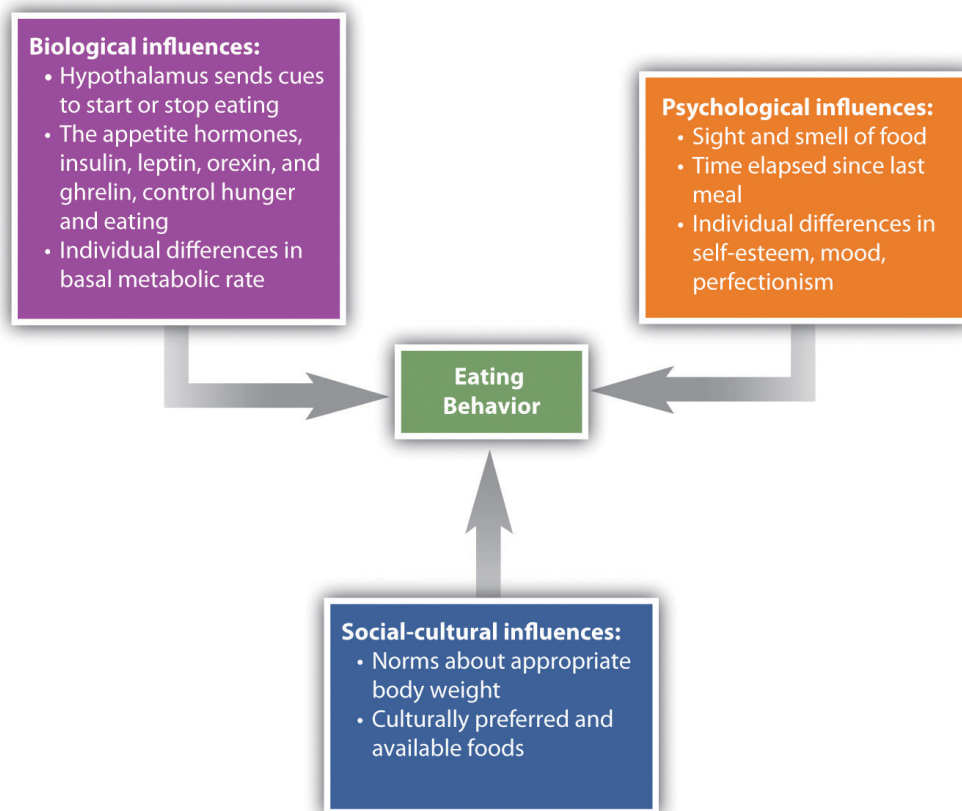 Biological influences:
• Hypothalamus sends cues
to start or stop eating
• The appetite hormones,
insulin, leptin, orexin, and
ghrelin, control hunger
and eating
• Individual differences in
basal metabolic rate
Psychological influences:
• Sight and smell of food
• Time elapsed since last
meal
• Individual differences in
self-esteem, mood,
perfectionism
Eating
Behavior
Social-cultural influences:
• Norms about appropriate
body weight
• Culturally preferred and
available foods